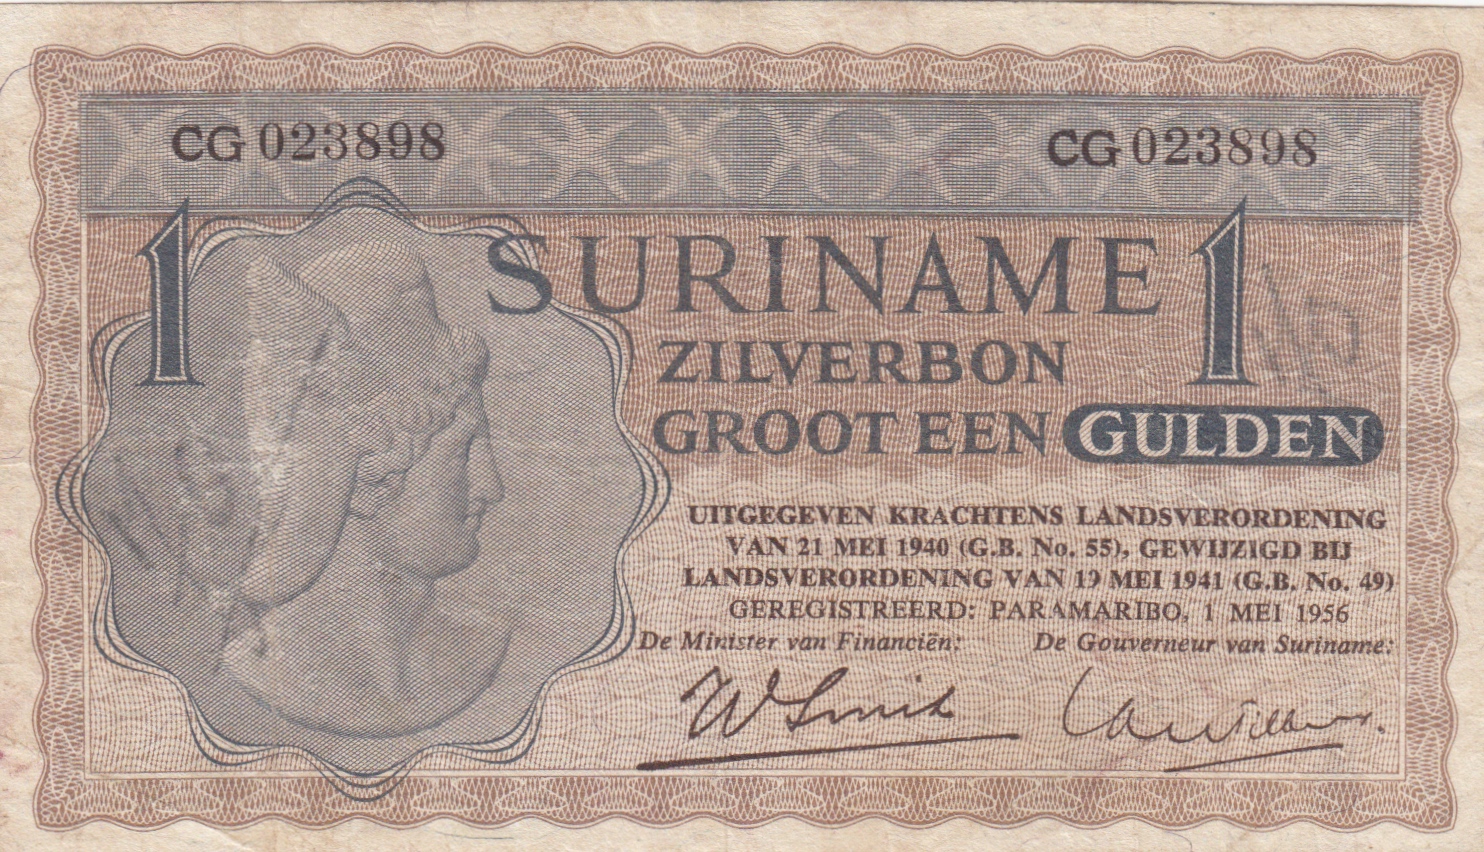 CG 023898 CG 023898
1 SURINAME 1
ZILVERBON
GROOT EEN GULDEN
UITGEGEVEN KRACHTENS LANDSVERORDENING
VAN 21 MEI 1940 (G.B. No. 55), GEWIJZIGD BIJ
LANDSVERORDENING VAN 19 MEI 1941 (G.B. No. 49)
GEREGISTREERD: PARAMARIBO, 1 MEI 1956
De Minister van Financiën: De Gouverneur van Suriname:
W Smit